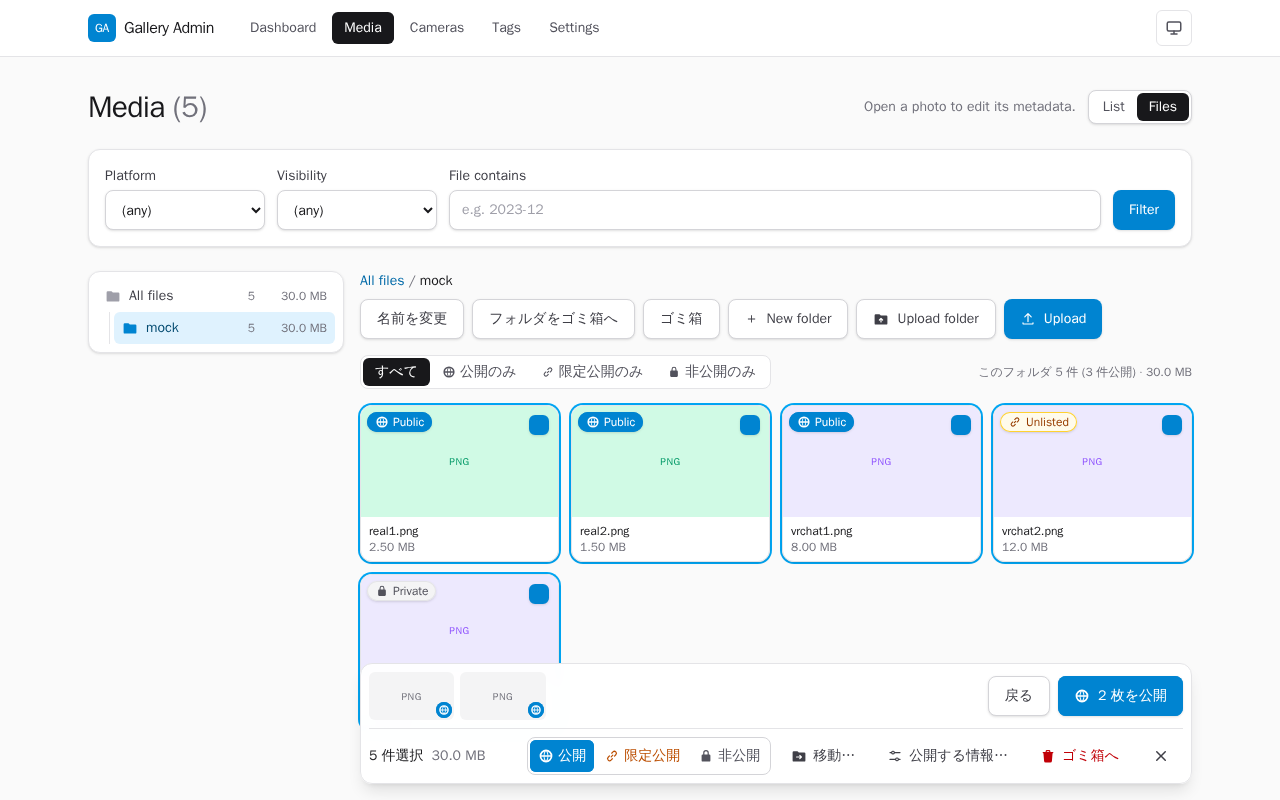 GA Gallery Admin Dashboard Media Cameras Tags Settings
Media (5)
Open a photo to edit its metadata. List Files
Platform Visibility File contains
(any) (any) e.g. 2023-12 Filter
All files 5 30.0 MB
mock 5 30.0 MB
All files / mock
名前を変更 フォルダをゴミ箱へ ゴミ箱 + New folder Upload folder Upload
すべて 公開のみ 限定公開のみ 非公開のみ このフォルダ 5 件 (3 件公開) · 30.0 MB
Public Public Public Unlisted
PNG PNG PNG PNG
real1.png real2.png vrchat1.png vrchat2.png
2.50 MB 1.50 MB 8.00 MB 12.0 MB
Private
PNG
PNG PNG 戻る 2 枚を公開
5 件選択 30.0 MB 公開 限定公開 非公開 移動… 公開する情報… ゴミ箱へ